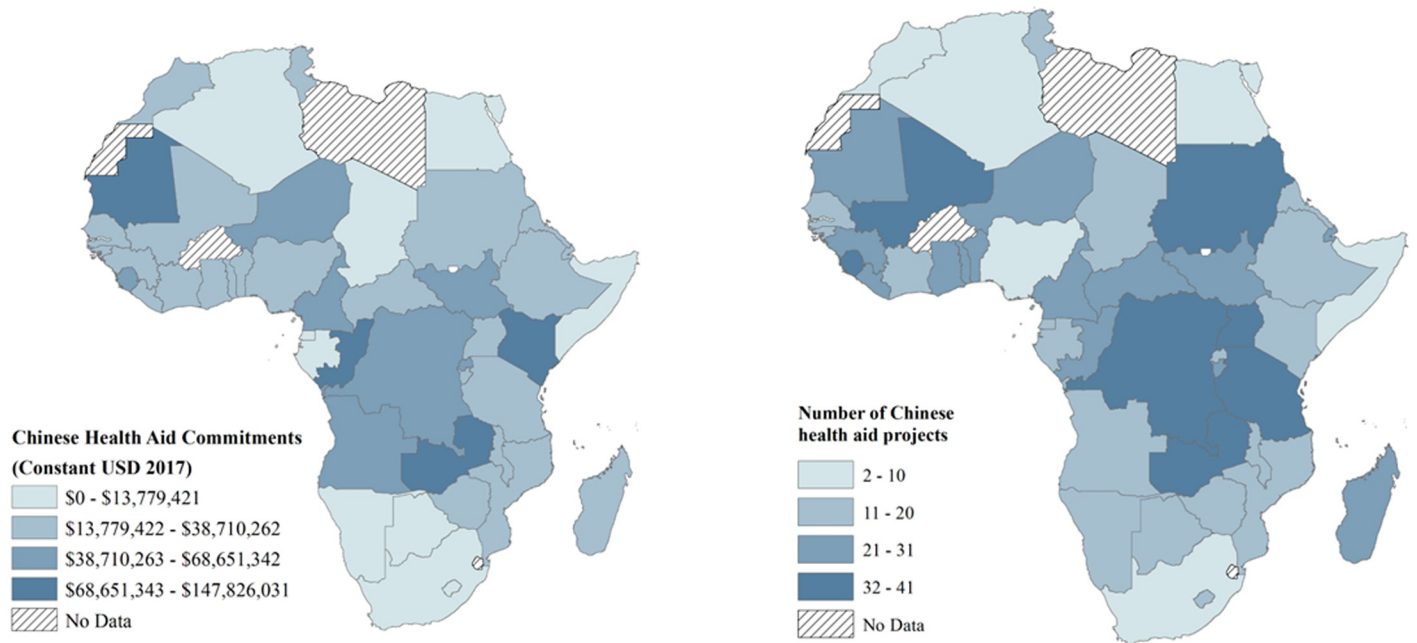 Chinese Health Aid Commitments
(Constant USD 2017)
$0 - $13,779,421
$13,779,422 - $38,710,262
$38,710,263 - $68,651,342
$68,651,343 - $147,826,031
No Data
Number of Chinese
health aid projects
2 - 10
11 - 20
21 - 31
32 - 41
No Data